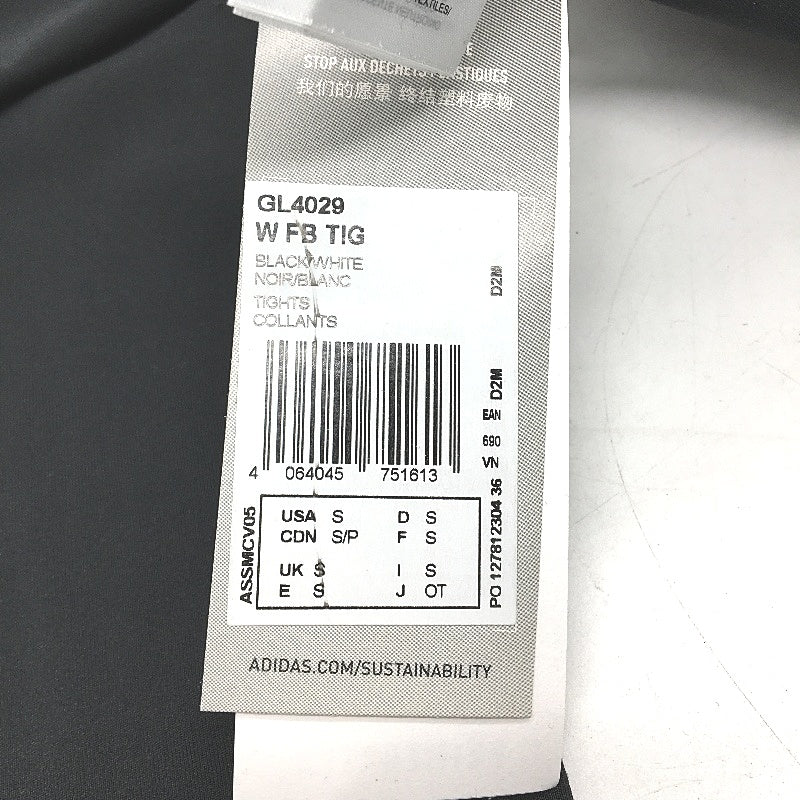 TEXTILES/
STOP AUX DECHETS PLASTIQUES
我们的愿景 终结塑料废物
GL4029
W FB TIG
BLACK/WHITE
NOIR/BLANC
TIGHTS
COLLANTS
D2M
D2M
EAN
690
VN
4 064045 751613
ASSMCV05
USA S D S
CDN S/P F S
UK S I S
E S J OT
PO 127812304 36
ADIDAS.COM/SUSTAINABILITY